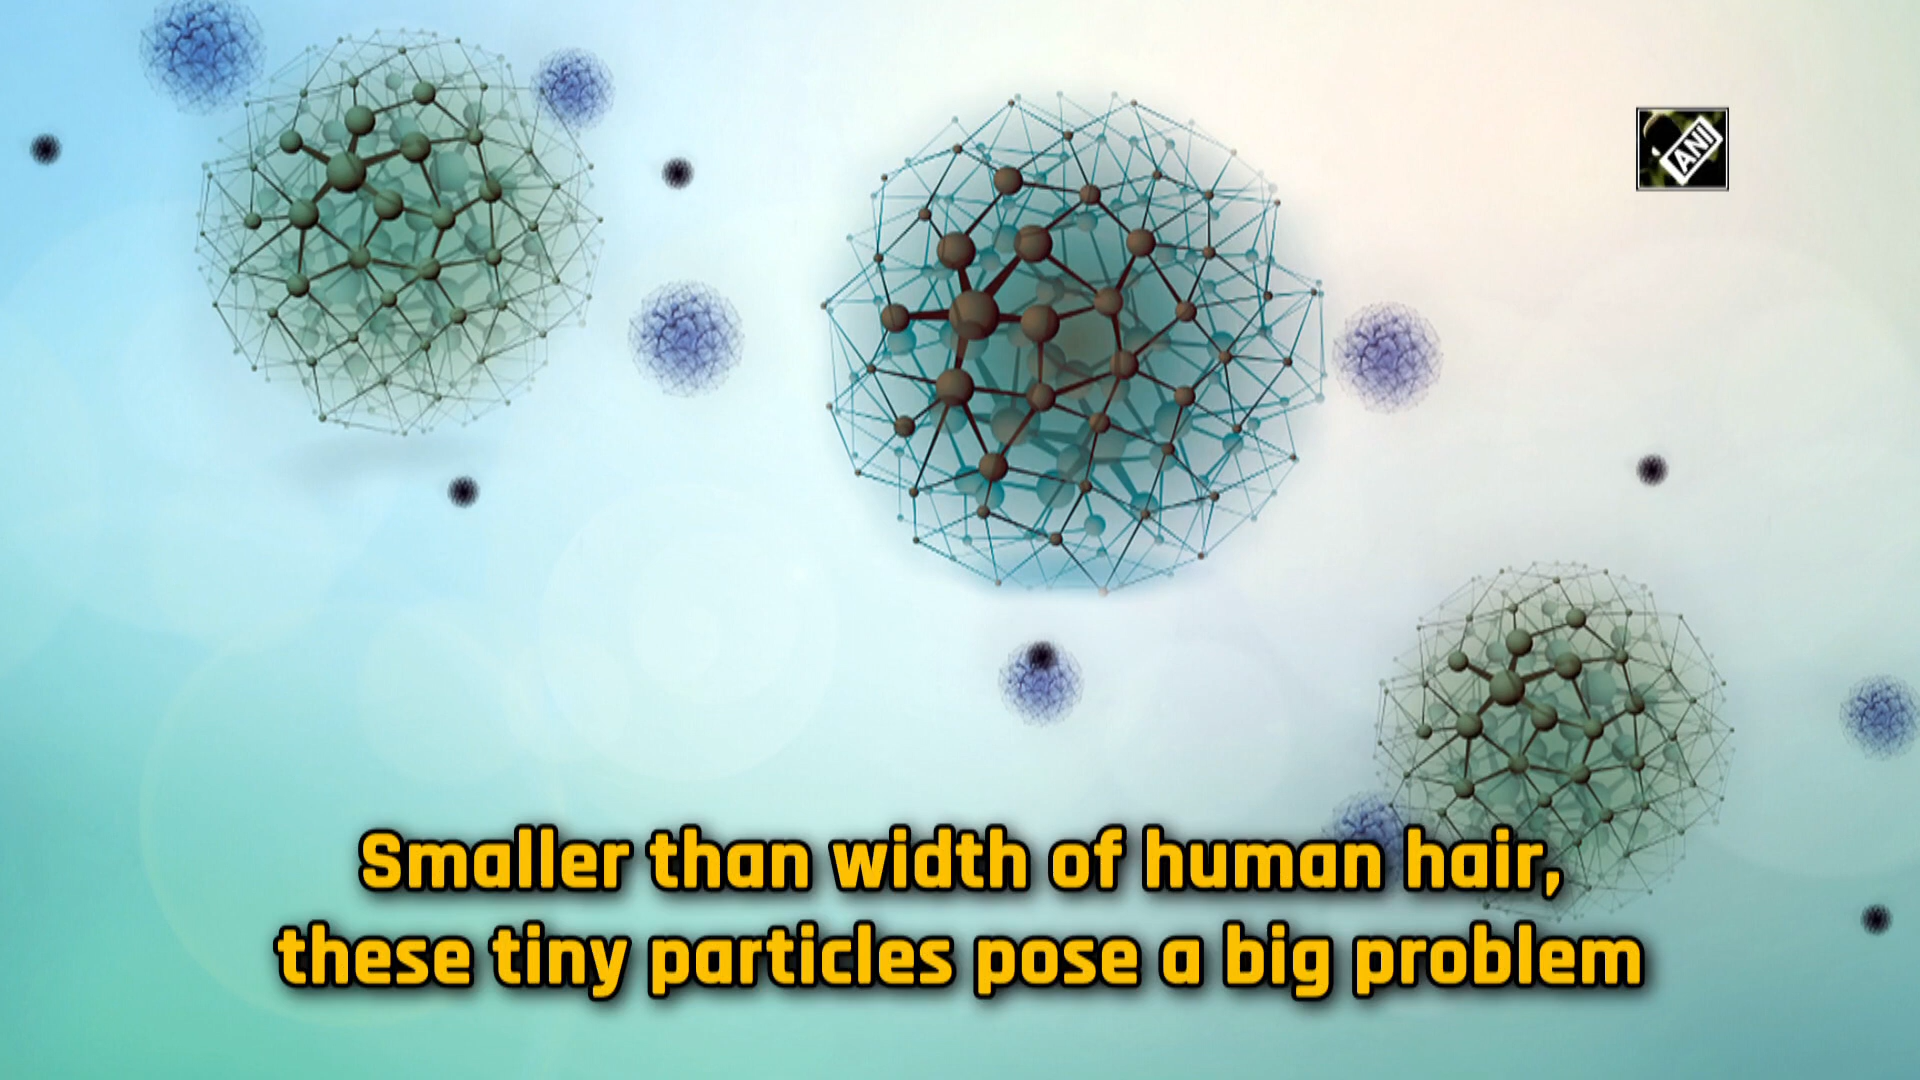 ANI
Smaller than width of human hair,
these tiny particles pose a big problem